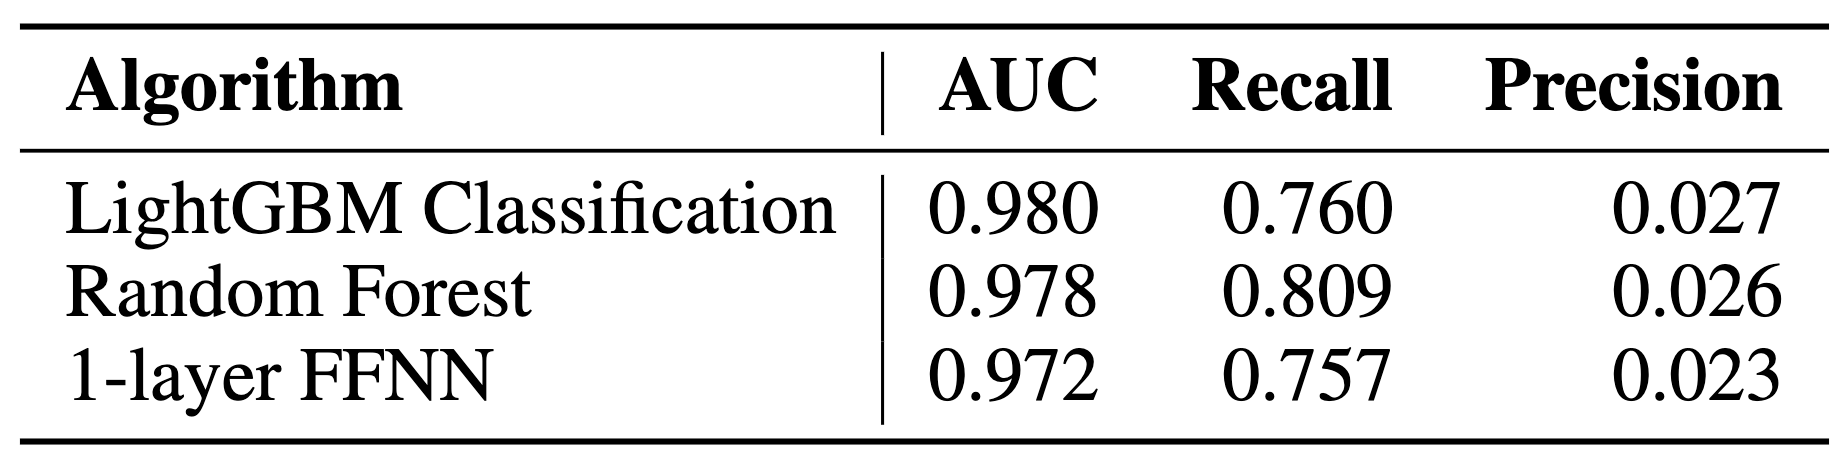 Algorithm AUC Recall Precision
LightGBM Classification 0.980 0.760 0.027
Random Forest 0.978 0.809 0.026
1-layer FFNN 0.972 0.757 0.023